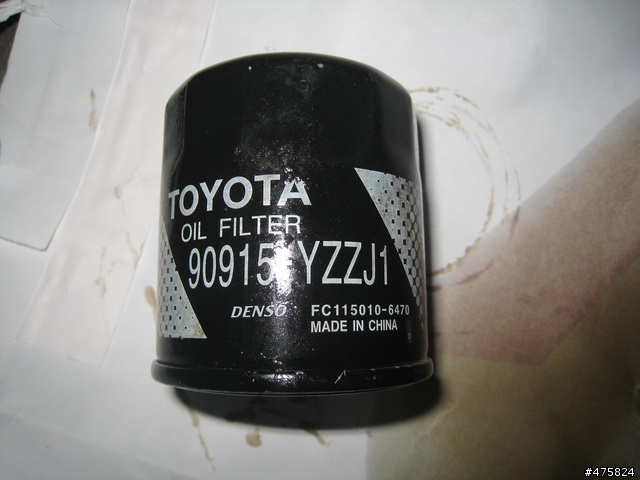 TOYOTA
OIL FILTER
90915-YZZJ1
DENSO FC115010-6470
MADE IN CHINA
#475824